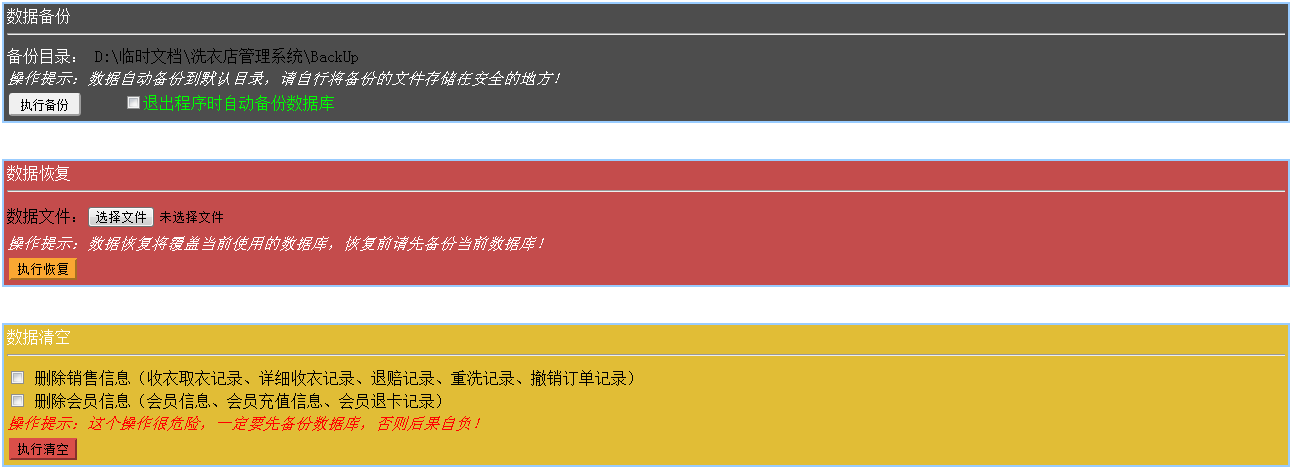 数据备份
备份目录： D:\临时文档\洗衣店管理系统\BackUp
操作提示：数据自动备份到默认目录，请自行将备份的文件存储在安全的地方！
执行备份 退出程序时自动备份数据库
数据恢复
数据文件： 选择文件 未选择文件
操作提示：数据恢复将覆盖当前使用的数据库，恢复前请先备份当前数据库！
执行恢复
数据清空
删除销售信息（收衣取衣记录、详细收衣记录、退赔记录、重洗记录、撤销订单记录）
删除会员信息（会员信息、会员充值信息、会员退卡记录）
操作提示：这个操作很危险，一定要先备份数据库，否则后果自负！
执行清空